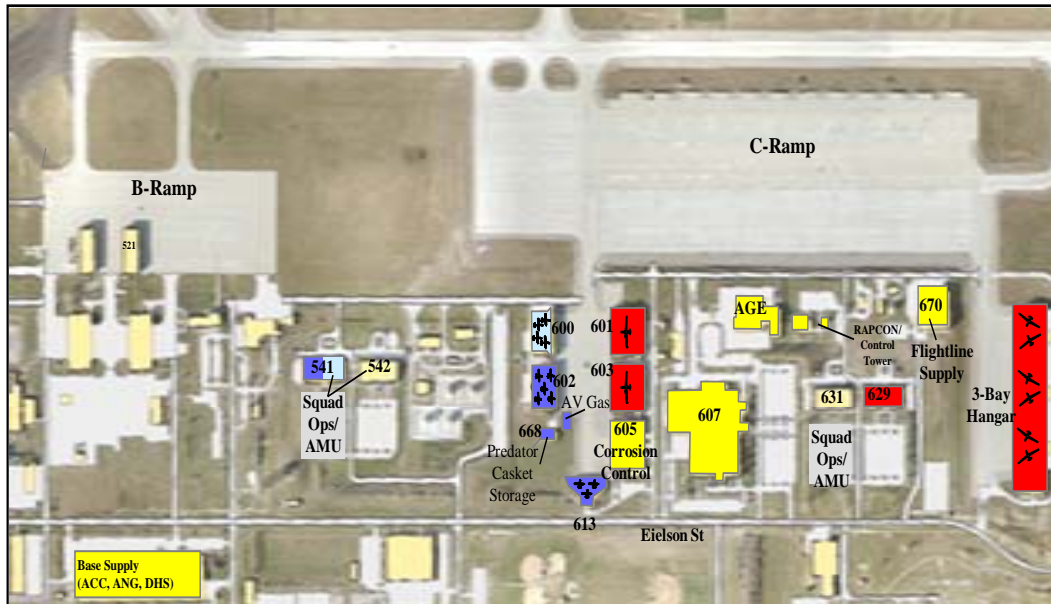 C-Ramp
B-Ramp
521
AGE
670
600
601
RAPCON/
Control
Tower
Flightline
Supply
541
542
602
603
AV Gas
629
631
3-Bay
Hangar
Squad
Ops/
AMU
668
605
Corrosion
Control
607
Squad
Ops/
AMU
Predator
Casket
Storage
613
Eielson St
Base Supply
(ACC, ANG, DHS)